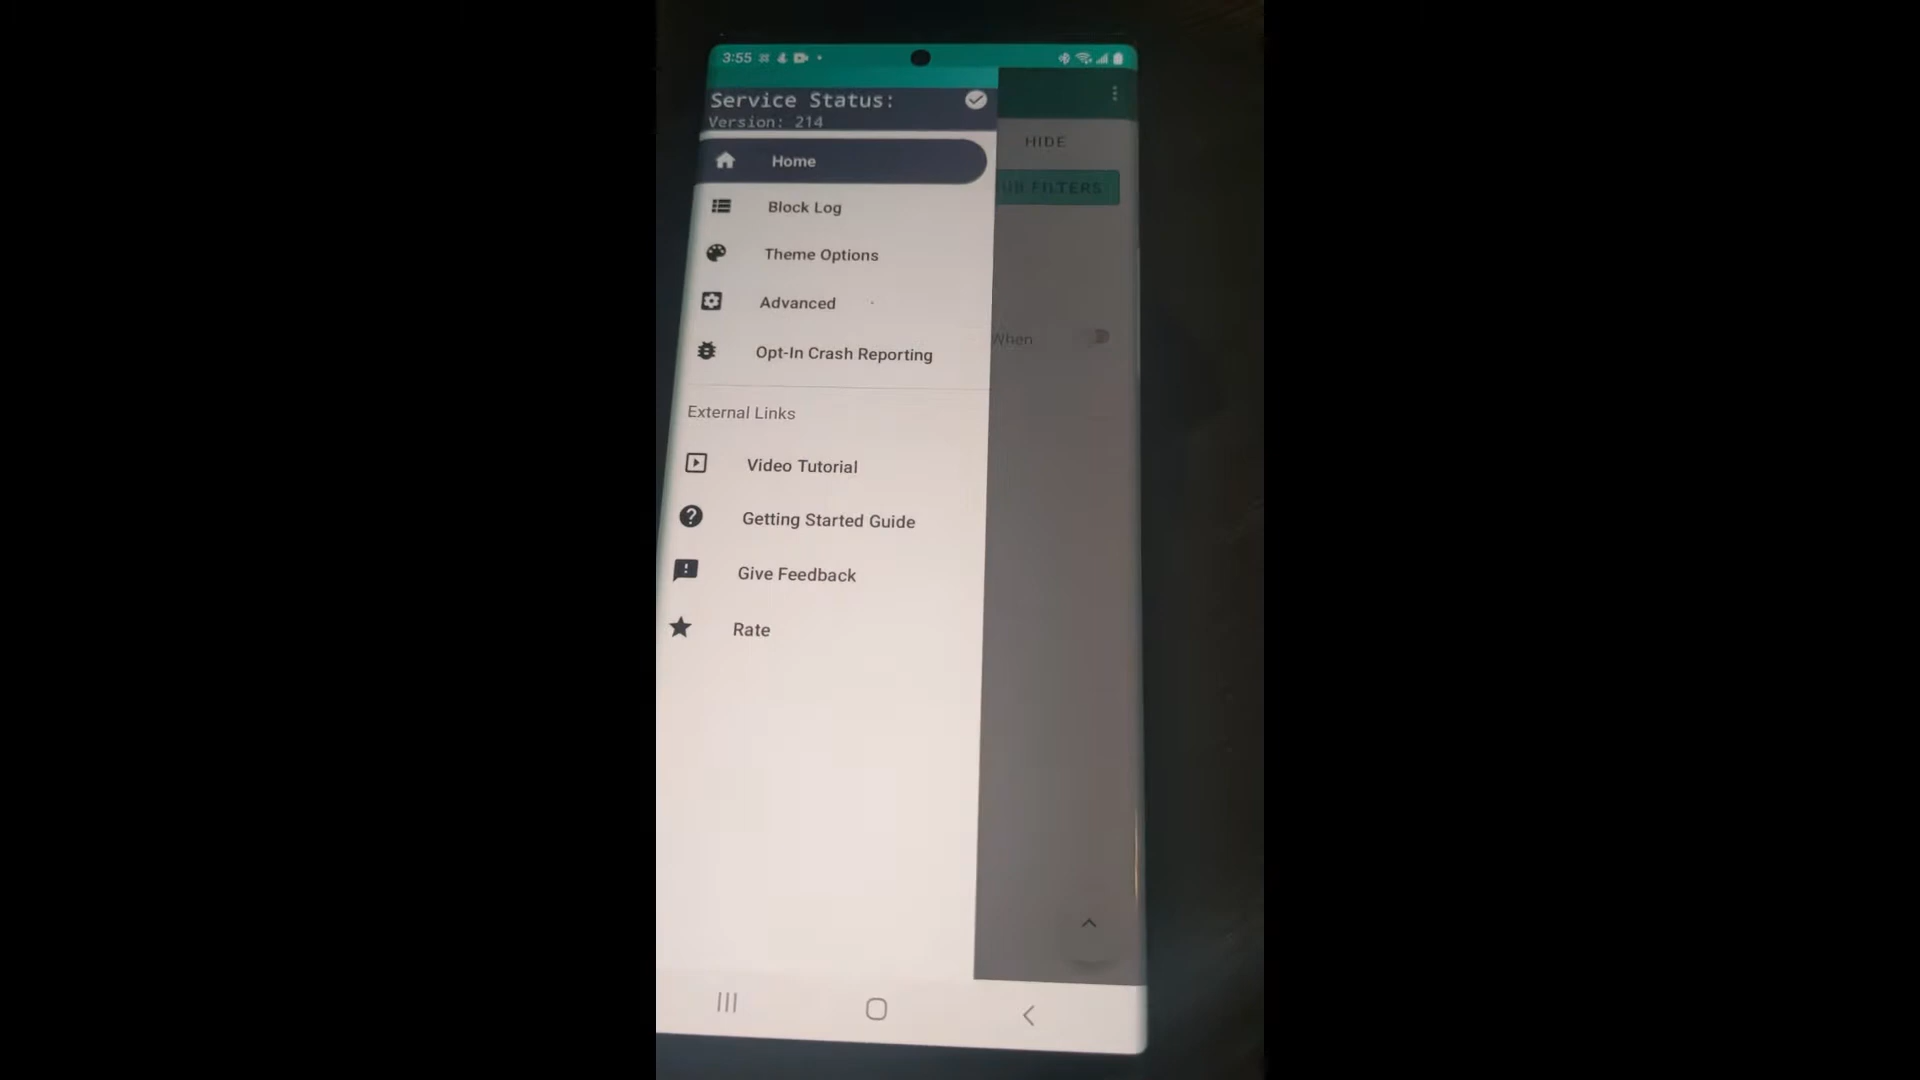 3:55
Service Status:
Version: 214
HIDE
Home
UB FILTERS
Block Log
Theme Options
Advanced
When
Opt-In Crash Reporting
External Links
Video Tutorial
Getting Started Guide
Give Feedback
Rate